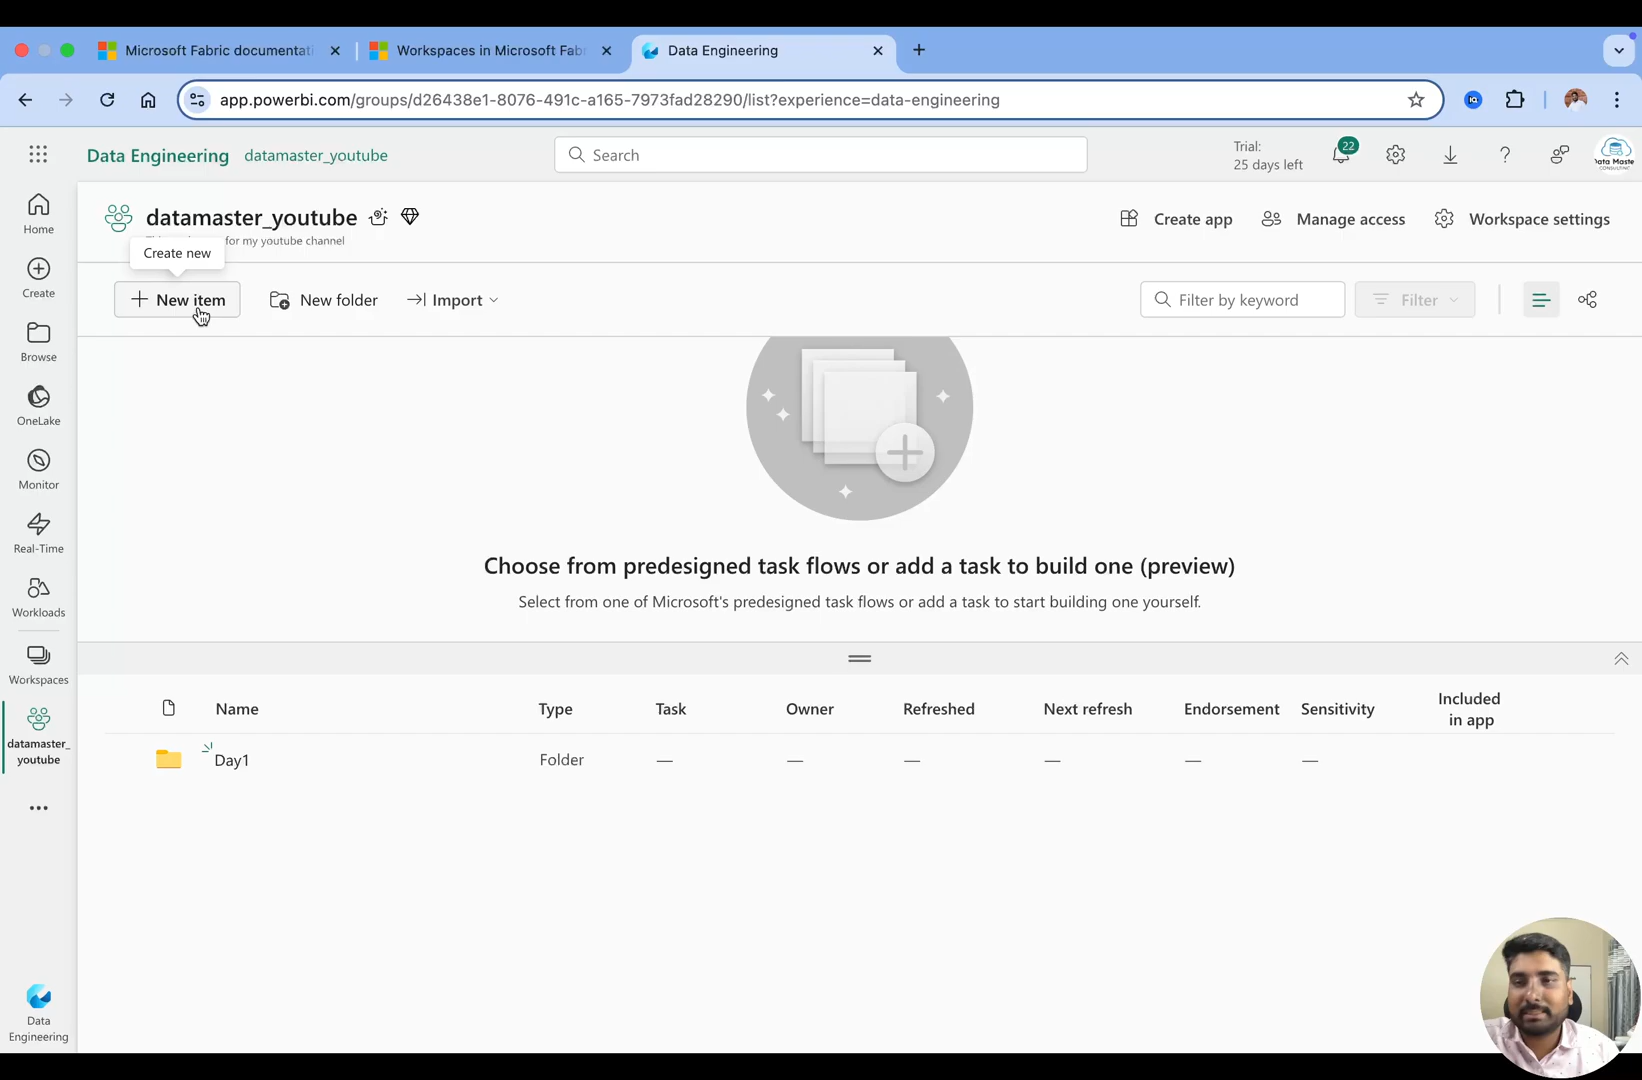 Microsoft Fabric documentati
Workspaces in Microsoft Fab
Data Engineering
app.powerbi.com/groups/d26438e1-8076-491c-a165-7973fad28290/list?experience=data-engineering
Data Engineering
datamaster_youtube
Search
Trial:
25 days left
22
Data Maste
CONSULTING
Home
Create
Browse
OneLake
Monitor
Real-Time
Workloads
Workspaces
datamaster_
youtube
Data
Engineering
datamaster_youtube
for my youtube channel
Create new
Create app
Manage access
Workspace settings
New item
New folder
Import
Filter by keyword
Filter
Choose from predesigned task flows or add a task to build one (preview)
Select from one of Microsoft's predesigned task flows or add a task to start building one yourself.
Name Type Task Owner Refreshed Next refresh Endorsement Sensitivity Included
in app
Day1 Folder — — — — — —